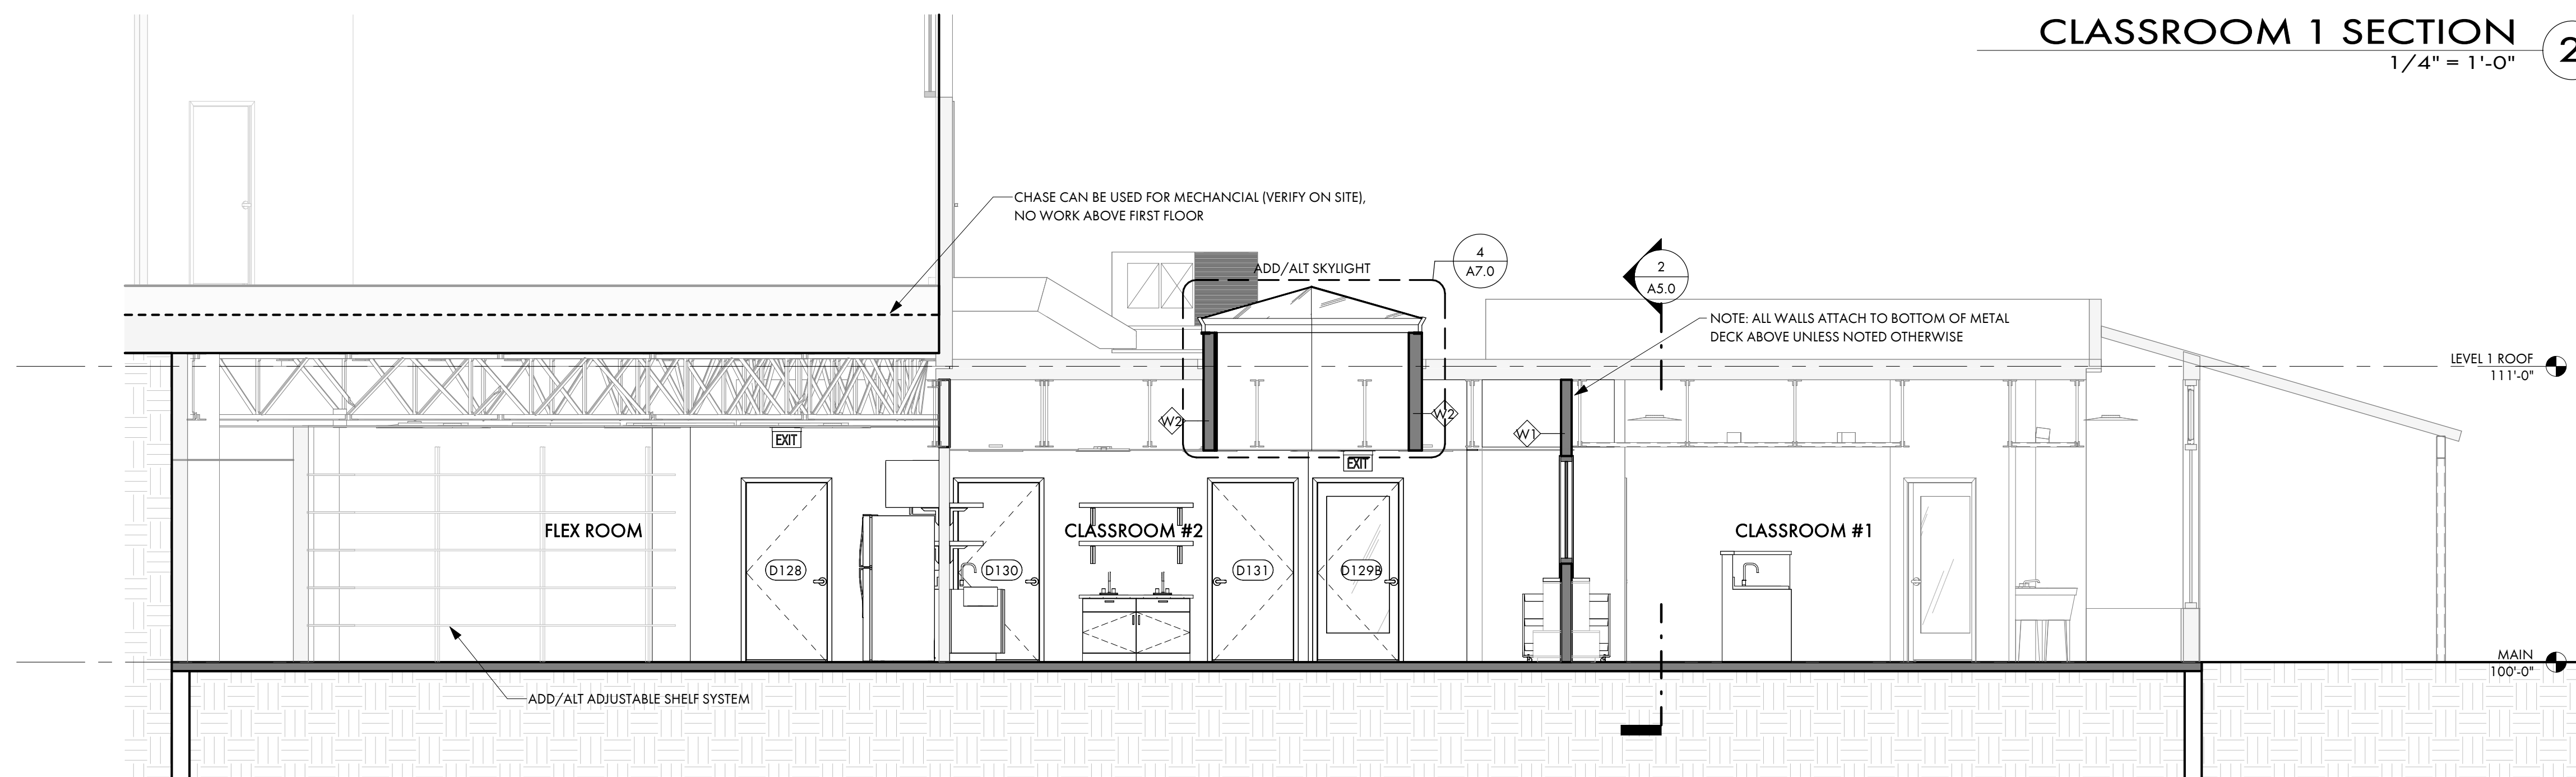 CLASSROOM 1 SECTION
1/4" = 1'-0"
2
CHASE CAN BE USED FOR MECHANCIAL (VERIFY ON SITE),
NO WORK ABOVE FIRST FLOOR
4
A7.0
ADD/ALT SKYLIGHT
2
A5.0
NOTE: ALL WALLS ATTACH TO BOTTOM OF METAL
DECK ABOVE UNLESS NOTED OTHERWISE
LEVEL 1 ROOF
111'-0"
W2
W2
W1
EXIT
EXIT
FLEX ROOM
CLASSROOM #2
CLASSROOM #1
D128
D130
D131
D129B
MAIN
100'-0"
ADD/ALT ADJUSTABLE SHELF SYSTEM